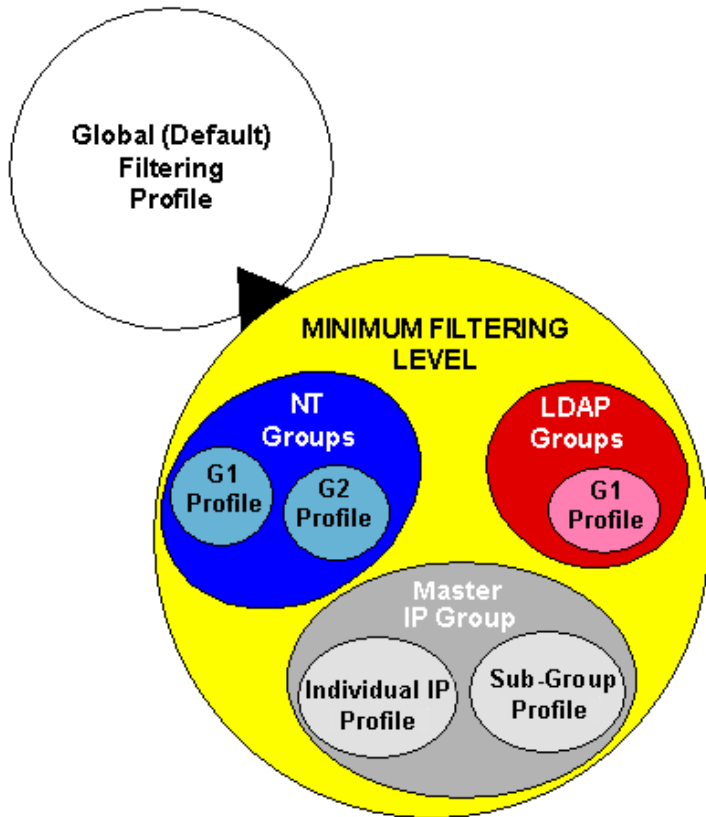 Global (Default)
Filtering
Profile
MINIMUM FILTERING
LEVEL
NT
Groups
G1
Profile
G2
Profile
LDAP
Groups
G1
Profile
Master
IP Group
Individual IP
Profile
Sub-Group
Profile